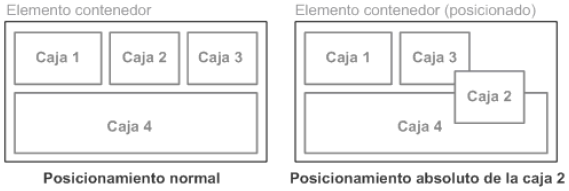 Elemento contenedor
Caja 1 Caja 2 Caja 3
Caja 4
Posicionamiento normal
Elemento contenedor (posicionado)
Caja 1 Caja 3
Caja 2
Caja 4
Posicionamiento absoluto de la caja 2